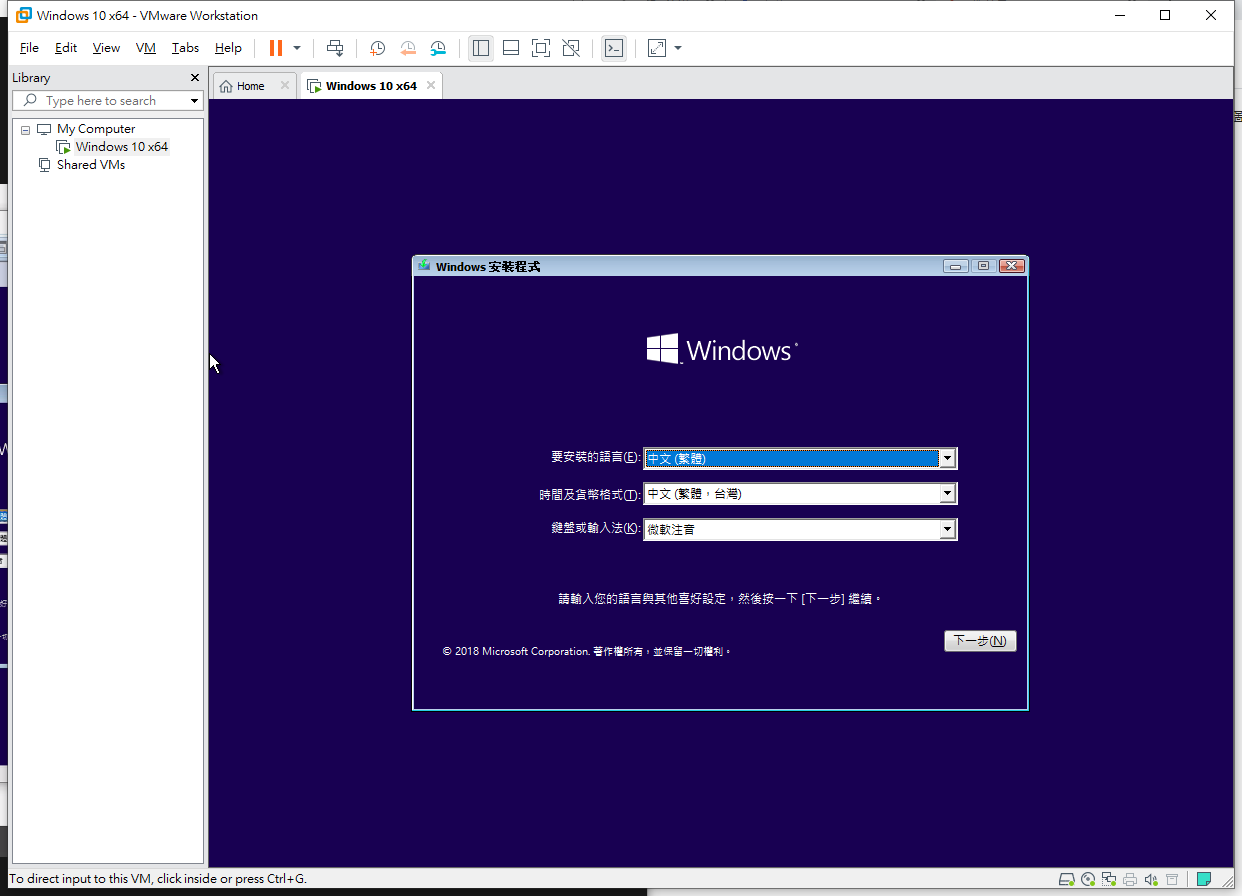 Windows 10 x64 - VMware Workstation
File Edit View VM Tabs Help
Library
Type here to search
My Computer
Windows 10 x64
Shared VMs
Home
Windows 10 x64
Windows 安裝程式
Windows
要安裝的語言(E): 中文 (繁體)
時間及貨幣格式(T): 中文 (繁體，台灣)
鍵盤或輸入法(K): 微軟注音
請輸入您的語言與其他喜好設定，然後按一下 [下一步] 繼續。
下一步(N)
© 2018 Microsoft Corporation. 著作權所有，並保留一切權利。
To direct input to this VM, click inside or press Ctrl+G.